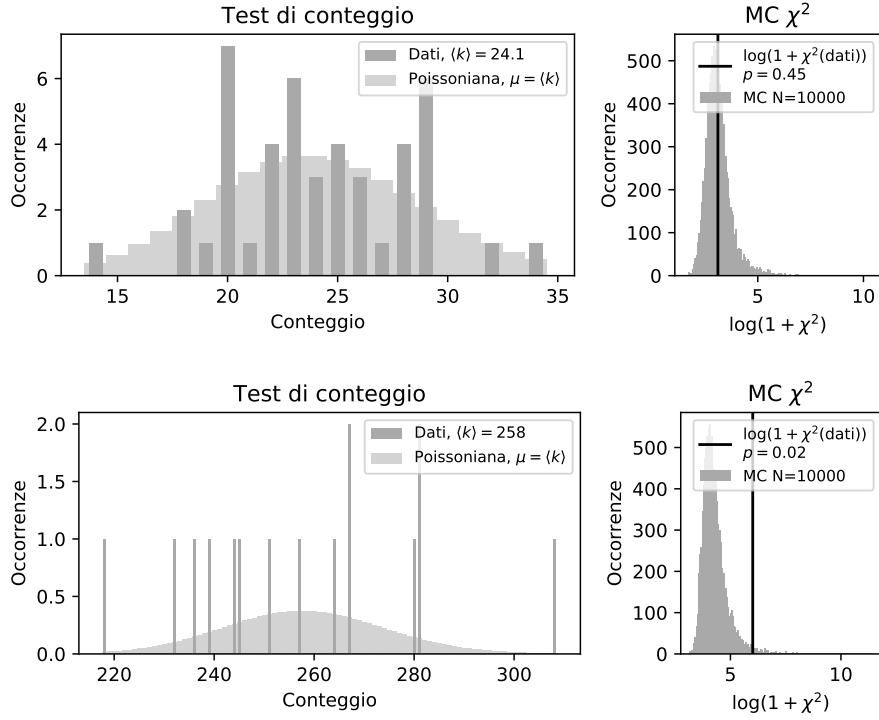 Test di conteggio
Occorrenze
6
4
2
0
Dati, ⟨k⟩ = 24.1
Poissoniana, μ = ⟨k⟩
15 20 25 30 35
Conteggio
MC χ²
Occorrenze
500
400
300
200
100
0
log(1 + χ²(dati))
p = 0.45
MC N=10000
5 10
log(1 + χ²)
Test di conteggio
Occorrenze
2.0
1.5
1.0
0.5
0.0
Dati, ⟨k⟩ = 258
Poissoniana, μ = ⟨k⟩
220 240 260 280 300
Conteggio
MC χ²
Occorrenze
500
400
300
200
100
0
log(1 + χ²(dati))
p = 0.02
MC N=10000
5 10
log(1 + χ²)